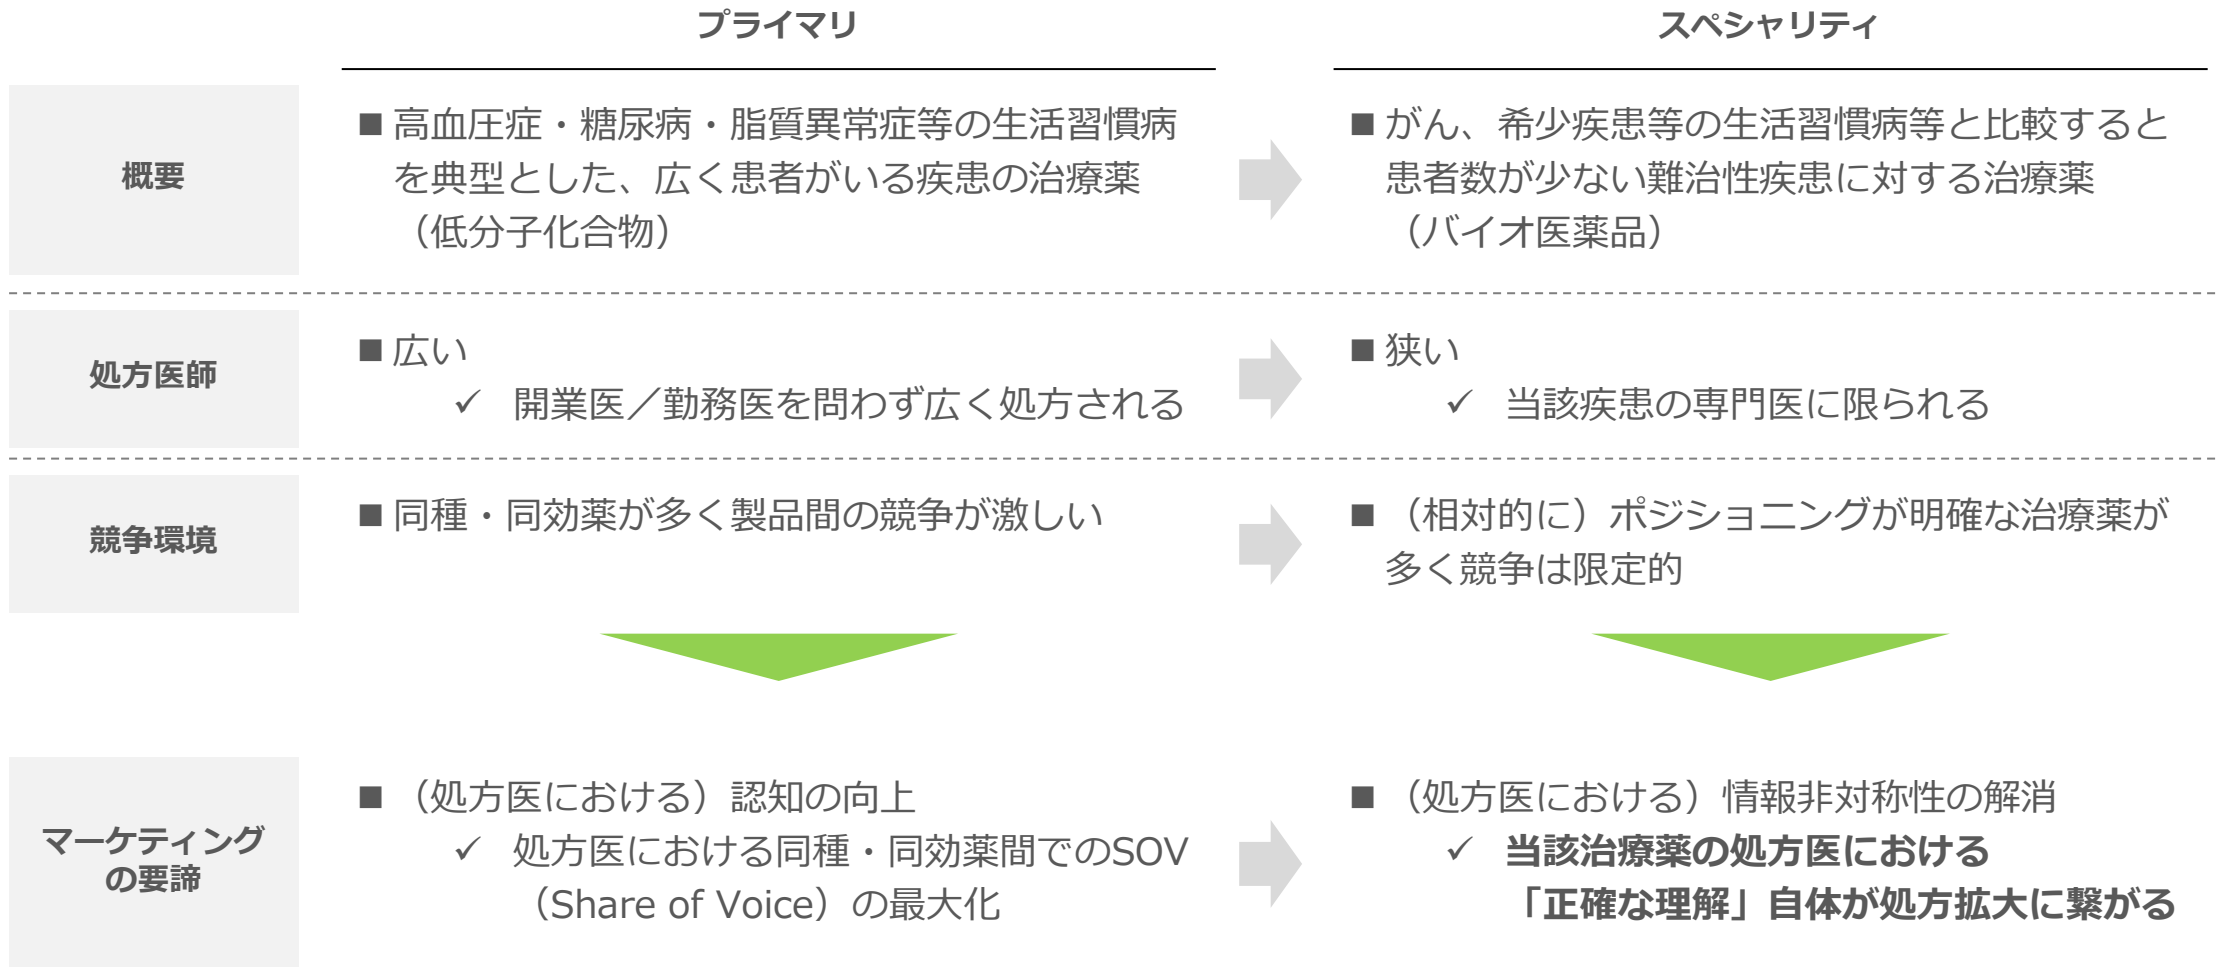 プライマリ
スペシャリティ
概要
■ 高血圧症・糖尿病・脂質異常症等の生活習慣病
を典型とした、広く患者がいる疾患の治療薬
（低分子化合物）
■ がん、希少疾患等の生活習慣病等と比較すると
患者数が少ない難治性疾患に対する治療薬
（バイオ医薬品）
処方医師
■ 広い
✓ 開業医／勤務医を問わず広く処方される
■ 狭い
✓ 当該疾患の専門医に限られる
競争環境
■ 同種・同効薬が多く製品間の競争が激しい
■ （相対的に）ポジショニングが明確な治療薬が
多く競争は限定的
マーケティング
の要諦
■ （処方医における）認知の向上
✓ 処方医における同種・同効薬間でのSOV
（Share of Voice）の最大化
■ （処方医における）情報非対称性の解消
✓ 当該治療薬の処方医における
「正確な理解」自体が処方拡大に繋がる